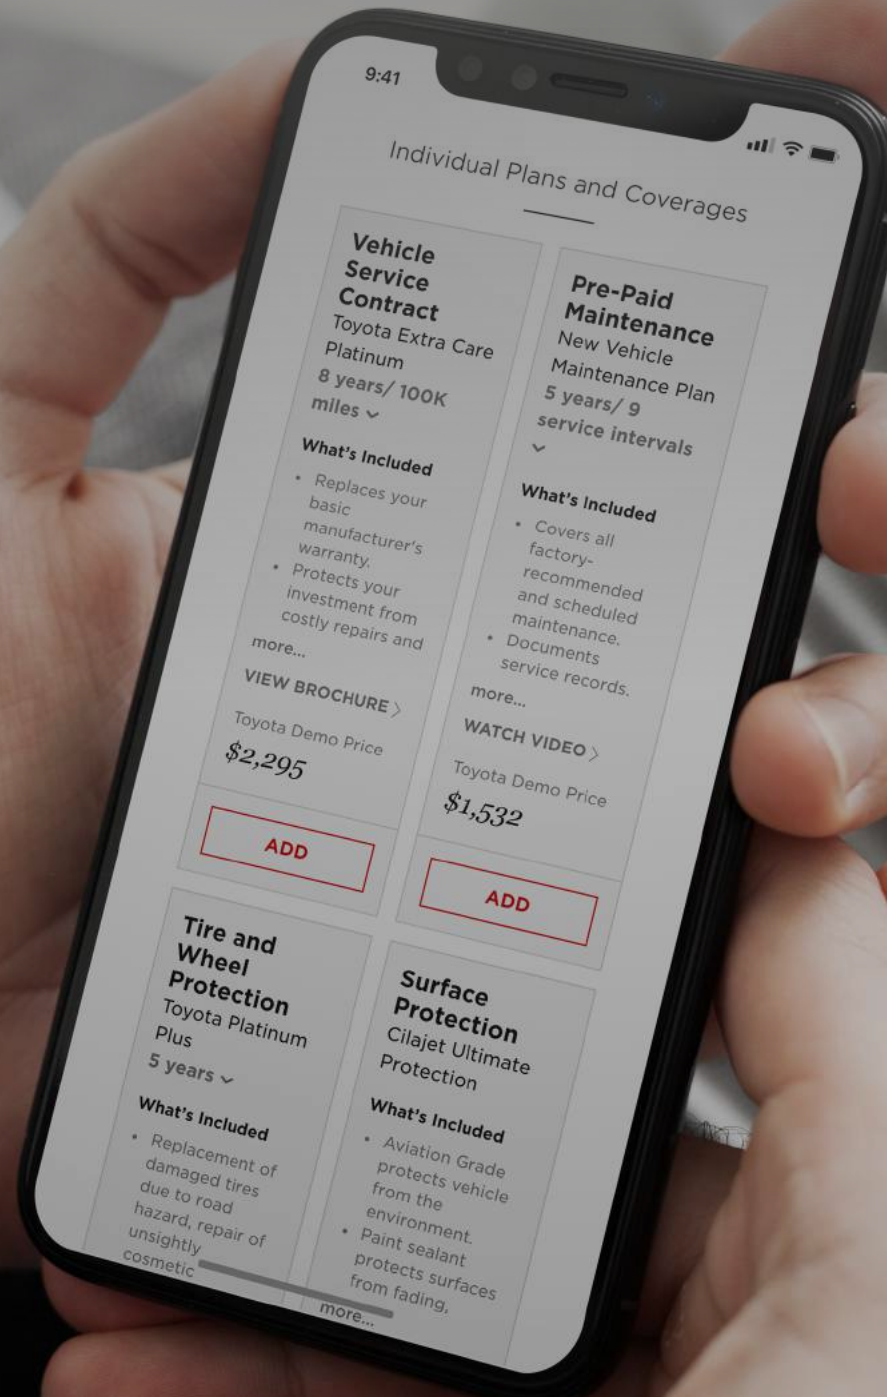 9:41
Individual Plans and Coverages
Vehicle
Service
Contract
Toyota Extra Care
Platinum
8 years/ 100K
miles
What's Included
• Replaces your
basic
manufacturer's
warranty.
• Protects your
investment from
costly repairs and
more...
VIEW BROCHURE >
Toyota Demo Price
$2,295
ADD
Pre-Paid
Maintenance
New Vehicle
Maintenance Plan
5 years/ 9
service intervals
What's Included
• Covers all
factory-
recommended
and scheduled
maintenance.
• Documents
service records.
more...
WATCH VIDEO >
Toyota Demo Price
$1,532
ADD
Tire and
Wheel
Protection
Toyota Platinum
Plus
5 years
What's Included
• Replacement of
damaged tires
due to road
hazard, repair of
unsightly
cosmetic
Surface
Protection
Cilajet Ultimate
Protection
What's Included
• Aviation Grade
protects vehicle
from the
environment.
• Paint sealant
protects surfaces
from fading,
more...